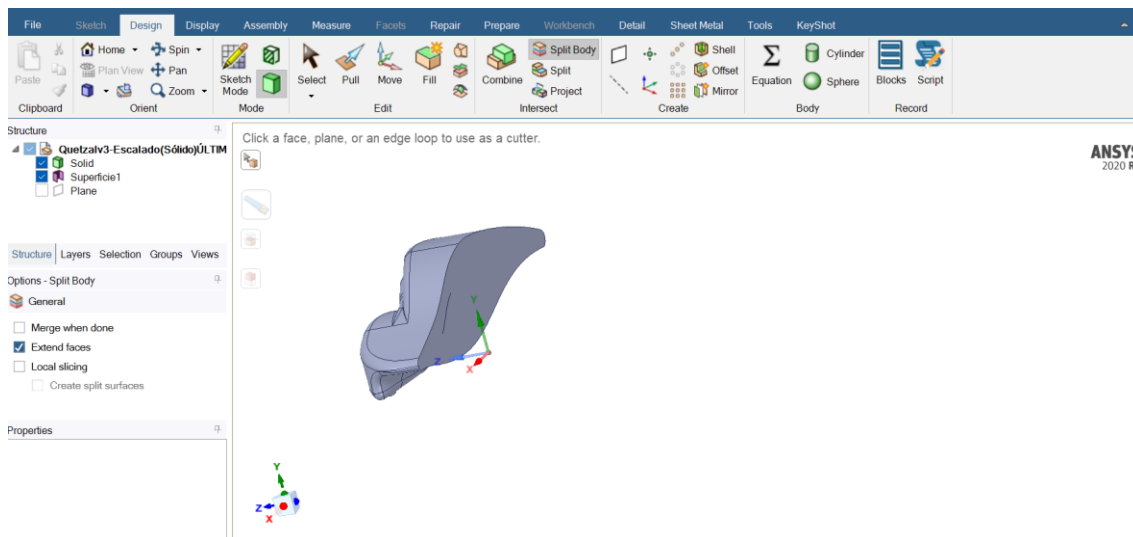 File Sketch Design Display Assembly Measure Facets Repair Prepare Workbench Detail Sheet Metal Tools KeyShot
Paste
Clipboard
Home Spin
Plan View Pan
Zoom
Orient
Sketch Mode
Mode
Select Pull Move Fill
Edit
Combine
Split Body
Split
Project
Intersect
Shell
Offset
Mirror
Create
Equation
Cylinder
Sphere
Body
Blocks Script
Record
Structure
Quetzalv3-Escalado(Sólido)ÚLTIM
Solid
Superficie1
Plane
Structure Layers Selection Groups Views
Options - Split Body
General
Merge when done
Extend faces
Local slicing
Create split surfaces
Properties
Click a face, plane, or an edge loop to use as a cutter.
ANSYS
2020 R
Y
Z
X
Y
Z
X